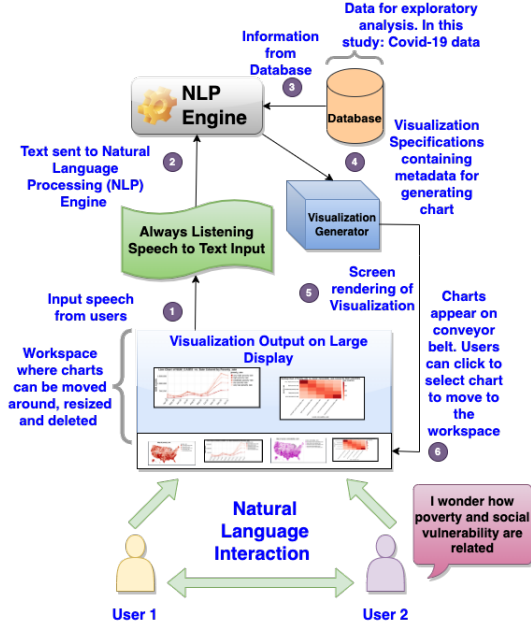 Data for exploratory
analysis. In this
study: Covid-19 data
Information
from
Database
3
NLP
Engine
Database
Text sent to Natural
Language
Processing (NLP)
Engine
2
4
Visualization
Specifications
containing
metadata for
generating
chart
Always Listening
Speech to Text Input
Visualization
Generator
Input speech
from users
1
5
Screen
rendering of
Visualization
Charts
appear on
conveyor
belt. Users
can click to
select chart
to move to
the
workspace
6
Workspace
where charts
can be moved
around, resized
and deleted
Visualization Output on Large
Display
Natural
Language
Interaction
I wonder how
poverty and social
vulnerability are
related
User 1
User 2